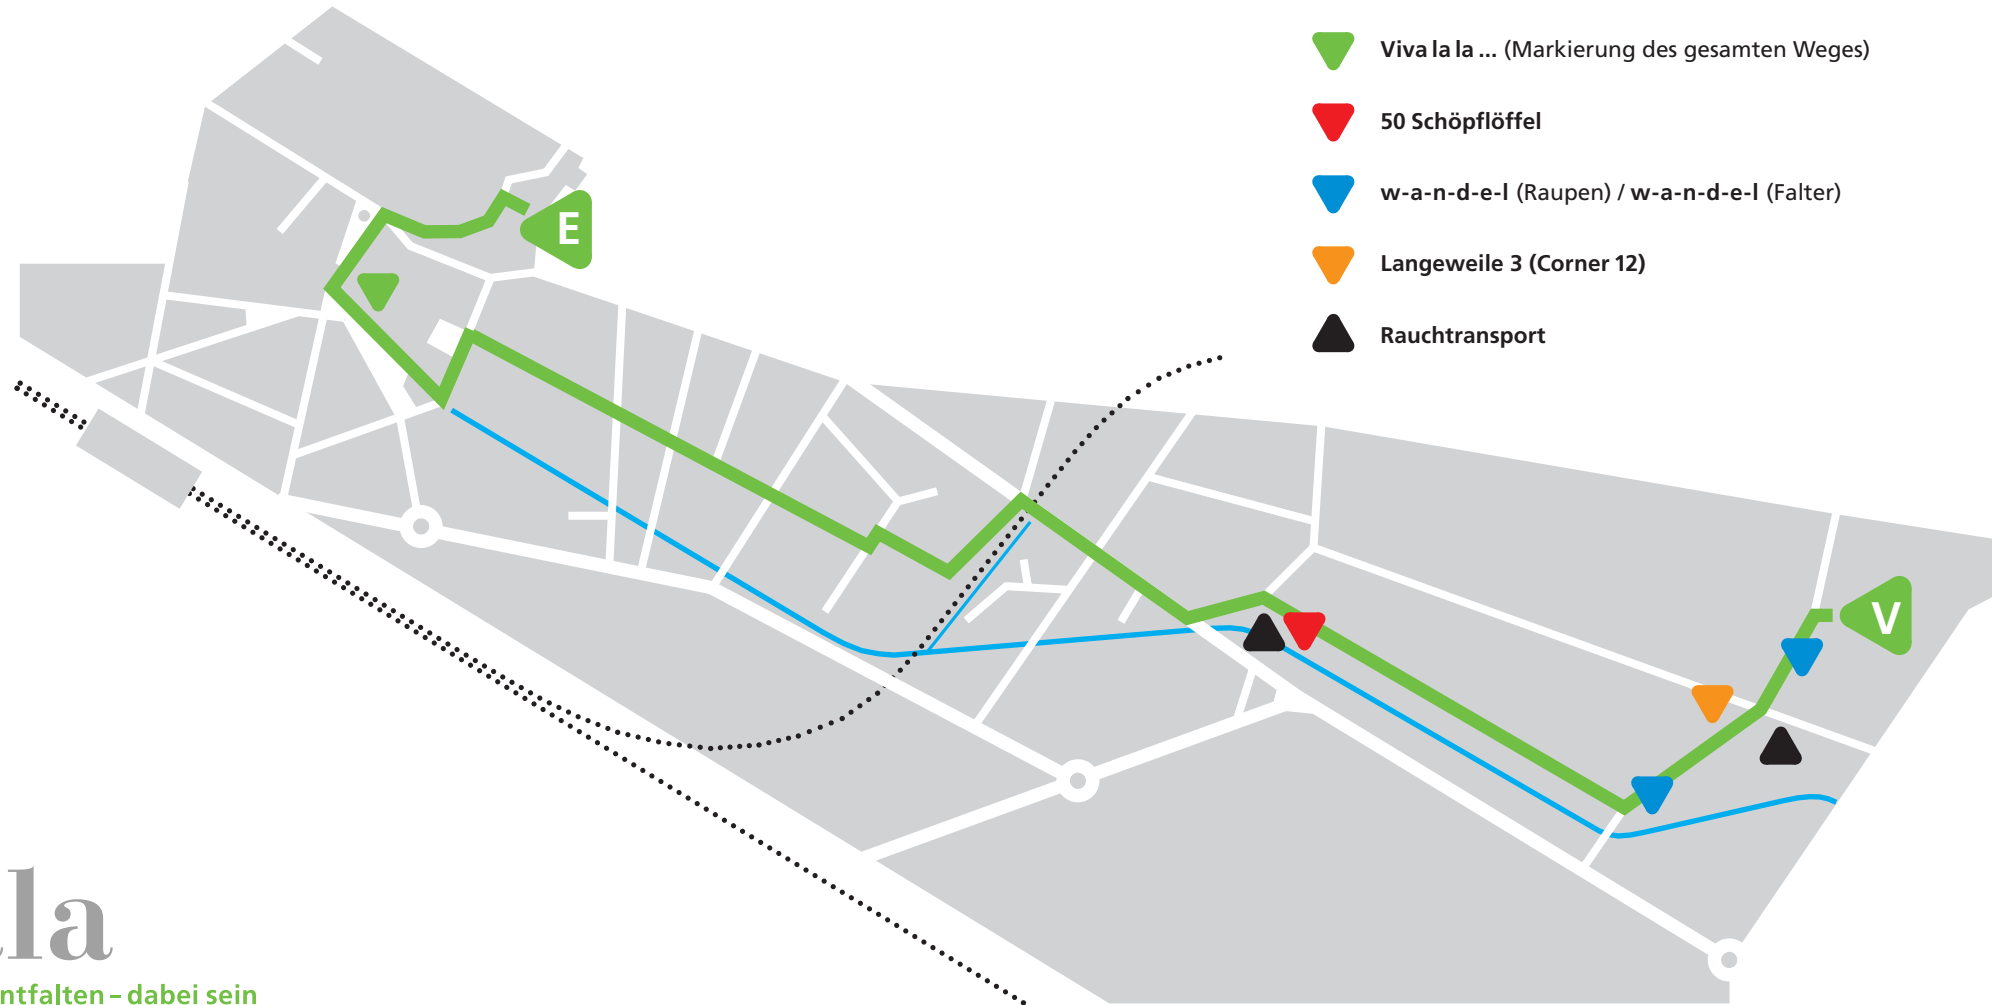 Viva la la ... (Markierung des gesamten Weges)
50 Schöpflöffel
w-a-n-d-e-l (Raupen) / w-a-n-d-e-l (Falter)
Langeweile 3 (Corner 12)
Rauchtransport
E
V
la
ntfalten – dabei sein